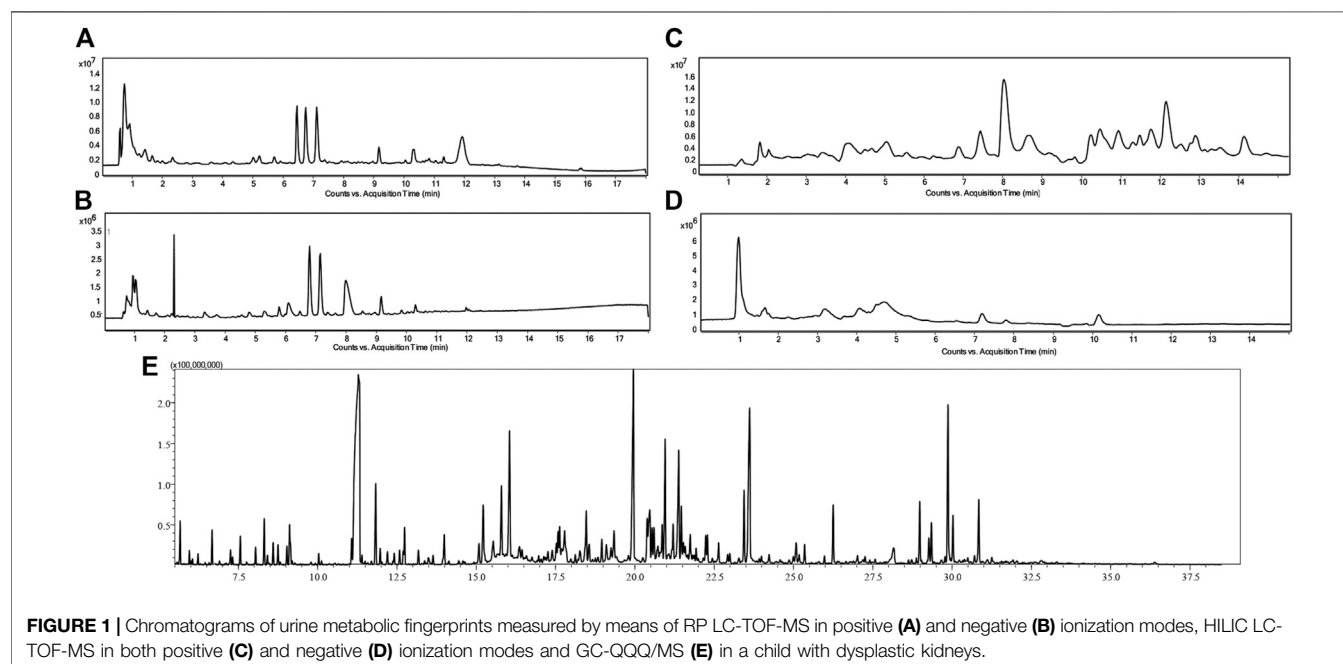 A
x10⁷
1.4
1.2
1.0
0.8
0.6
0.4
0.2
1 2 3 4 5 6 7 8 9 10 11 12 13 14 15 16 17
Counts vs. Acquisition Time (min)
B
x10⁶
3.5
3
2.5
2
1.5
1
0.5
1
1 2 3 4 5 6 7 8 9 10 11 12 13 14 15 16 17
Counts vs. Acquisition Time (min)
C
x10⁷
1.6
1.4
1.2
1.0
0.8
0.6
0.4
0.2
1 2 3 4 5 6 7 8 9 10 11 12 13 14
Counts vs. Acquisition Time (min)
D
x10⁶
6
5
4
3
2
1
0
1 2 3 4 5 6 7 8 9 10 11 12 13 14
Counts vs. Acquisition Time (min)
E
(x100,000,000)
2.0
1.5
1.0
0.5
7.5 10.0 12.5 15.0 17.5 20.0 22.5 25.0 27.5 30.0 32.5 35.0 37.5
FIGURE 1 | Chromatograms of urine metabolic fingerprints measured by means of RP LC-TOF-MS in positive (A) and negative (B) ionization modes, HILIC LC-
TOF-MS in both positive (C) and negative (D) ionization modes and GC-QQQ/MS (E) in a child with dysplastic kidneys.